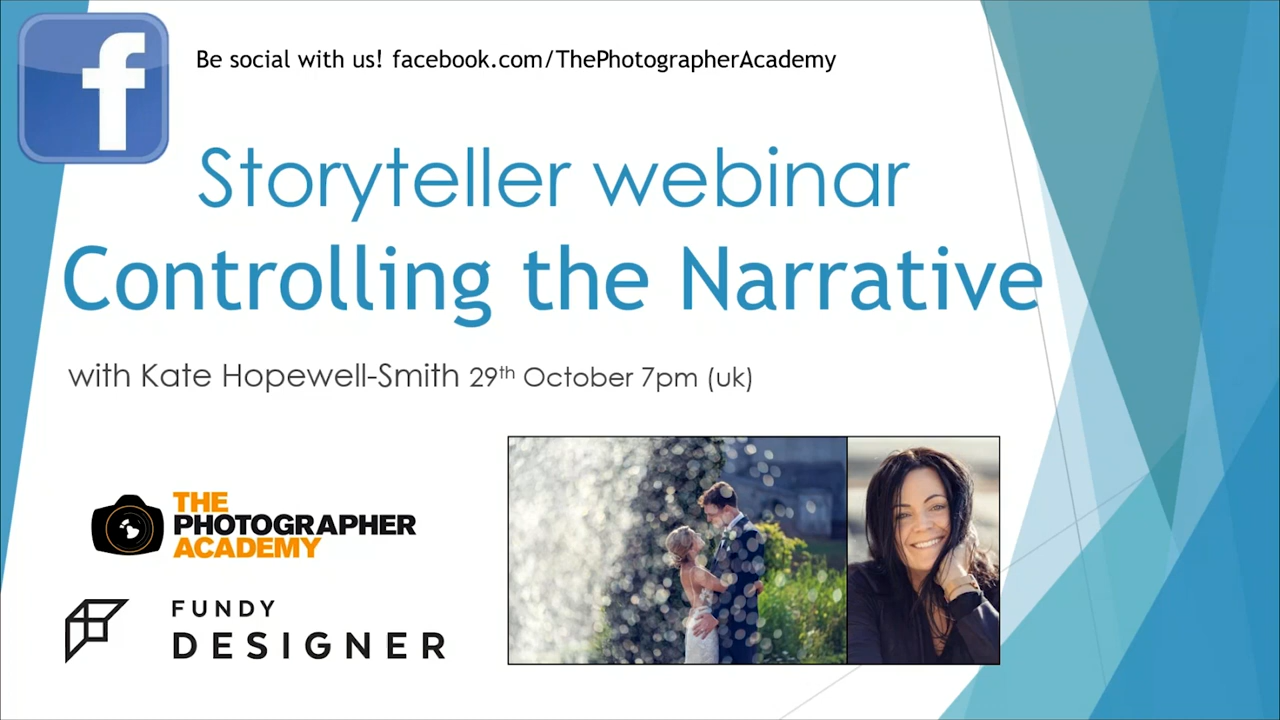 Be social with us! facebook.com/ThePhotographerAcademy
Storyteller webinar
Controlling the Narrative
with Kate Hopewell-Smith 29th October 7pm (uk)
THE
PHOTOGRAPHER
ACADEMY
FUNDY
DESIGNER